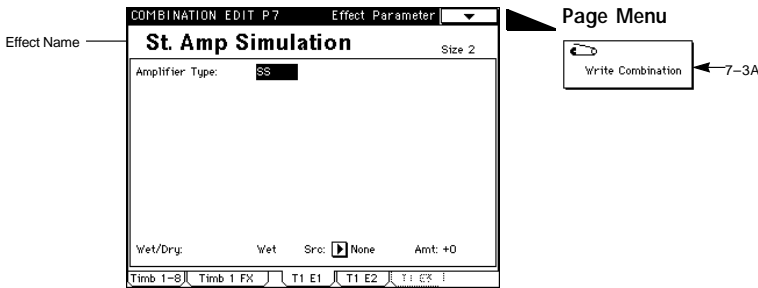 COMBINATION EDIT P7 Effect Parameter
Page Menu
Effect Name
St. Amp Simulation
Size 2
Amplifier Type: SS
Write Combination
7–3A
Wet/Dry: Wet Src: None Amt: +0
Timb 1-8 Timb 1 FX T1 E1 T1 E2 T1 EX